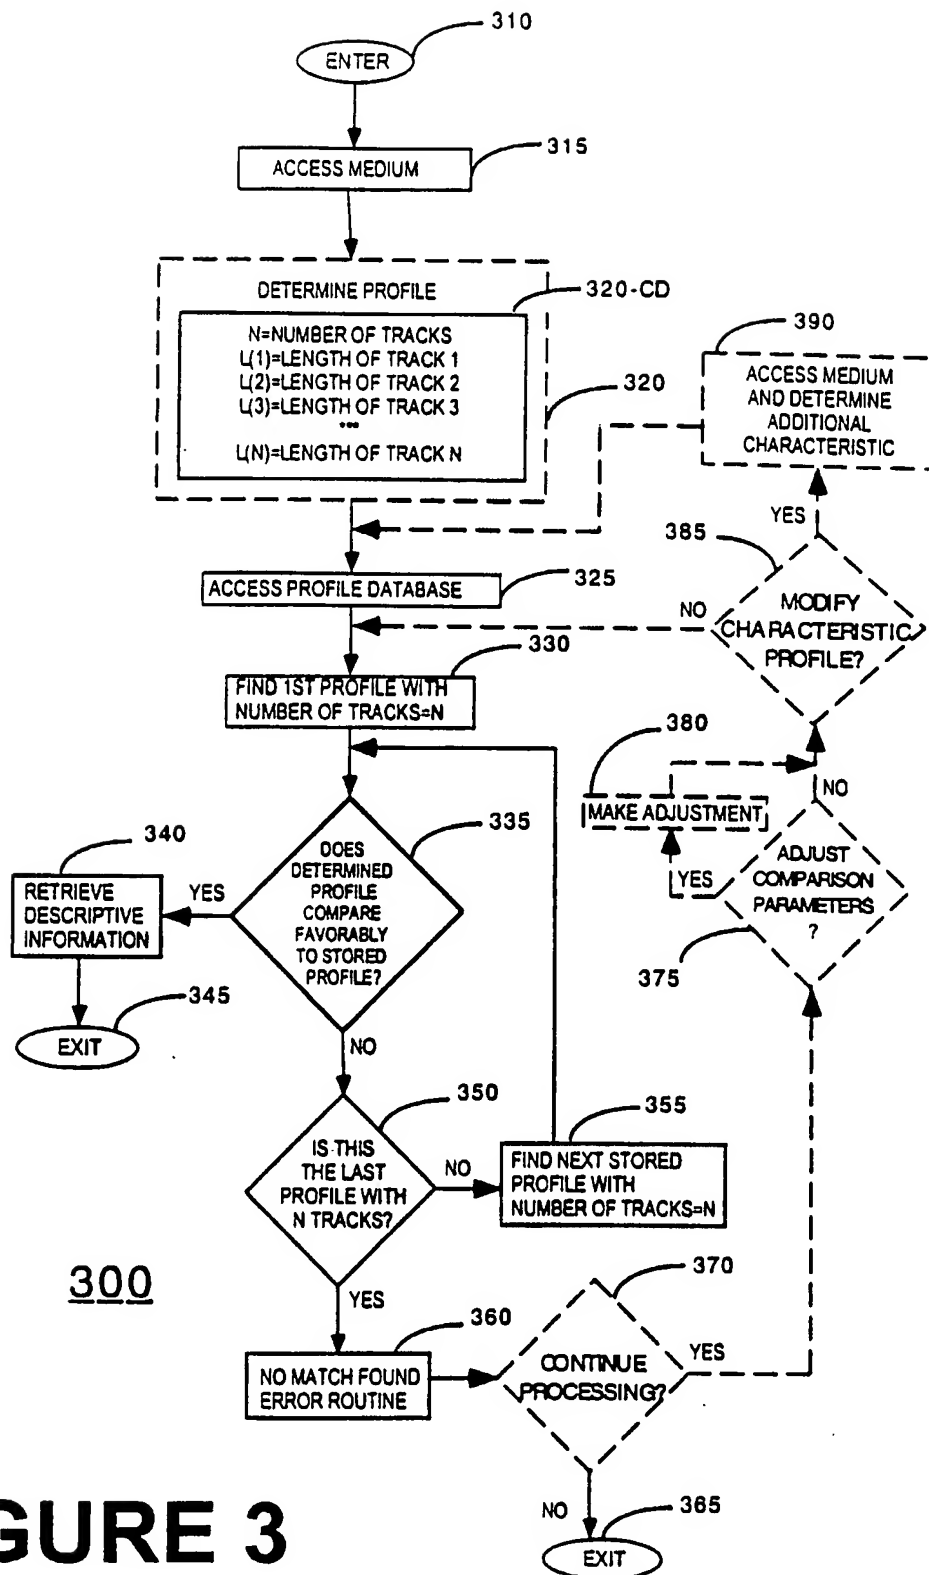 310
ENTER
315
ACCESS MEDIUM
DETERMINE PROFILE
320-CD
N=NUMBER OF TRACKS
L(1)=LENGTH OF TRACK 1
L(2)=LENGTH OF TRACK 2
L(3)=LENGTH OF TRACK 3
...
L(N)=LENGTH OF TRACK N
320
390
ACCESS MEDIUM
AND DETERMINE
ADDITIONAL
CHARACTERISTIC
YES
385
MODIFY
CHARACTERISTIC
PROFILE?
NO
ACCESS PROFILE DATABASE
325
330
FIND 1ST PROFILE WITH
NUMBER OF TRACKS=N
380
MAKE ADJUSTMENT
NO
YES
ADJUST
COMPARISON
PARAMETERS
?
375
335
DOES
DETERMINED
PROFILE
COMPARE
FAVORABLY
TO STORED
PROFILE?
340
YES
RETRIEVE
DESCRIPTIVE
INFORMATION
345
EXIT
NO
350
IS THIS
THE LAST
PROFILE WITH
N TRACKS?
NO
355
FIND NEXT STORED
PROFILE WITH
NUMBER OF TRACKS=N
300
YES
360
NO MATCH FOUND
ERROR ROUTINE
370
CONTINUE
PROCESSING?
YES
NO
365
EXIT
GURE 3